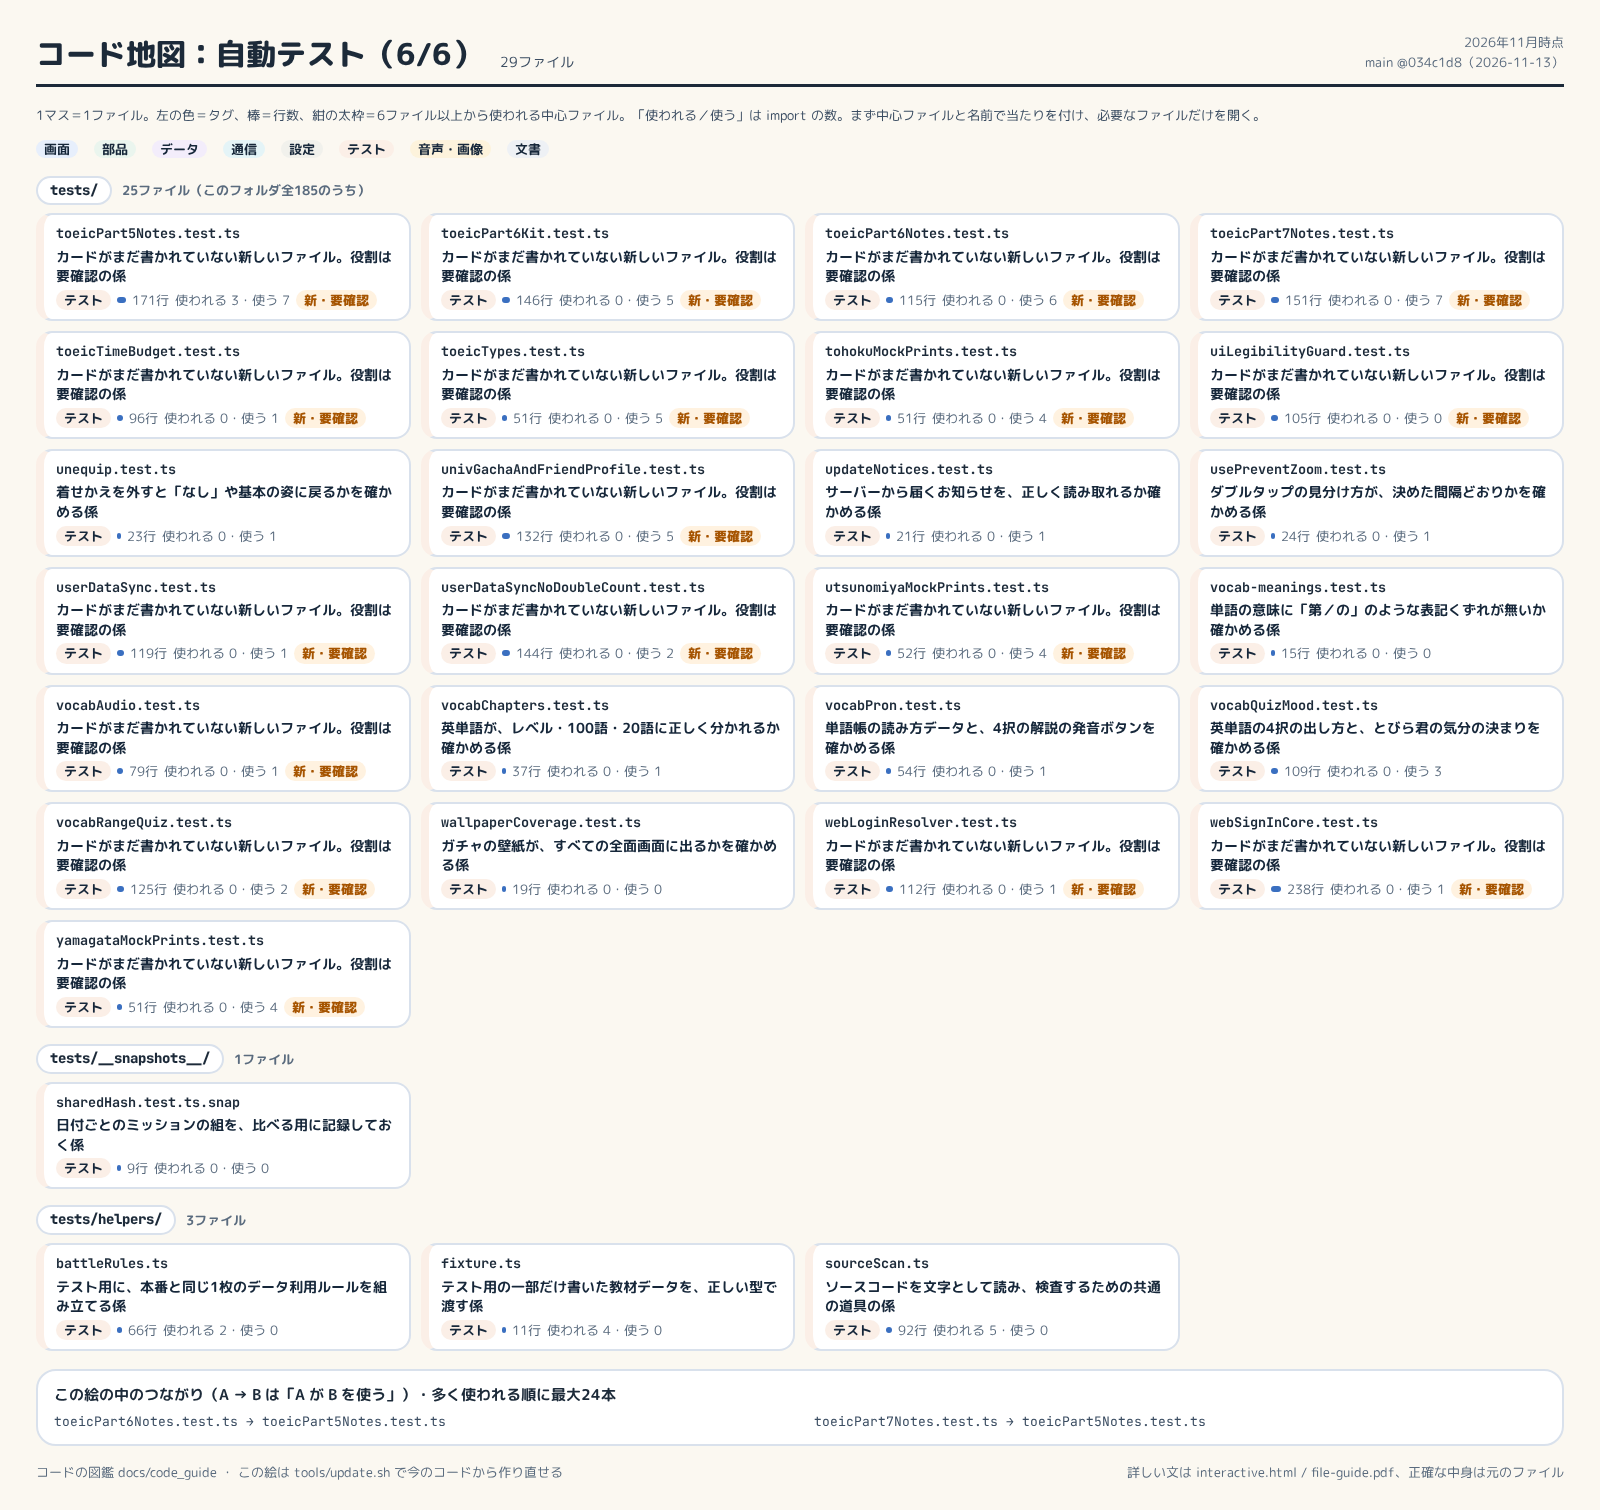 コード地図：自動テスト（6/6） 29ファイル
2026年11月時点
main @034c1d8（2026-11-13）
1マス＝1ファイル。左の色＝タグ、棒＝行数、紺の太枠＝6ファイル以上から使われる中心ファイル。「使われる／使う」は import の数。まず中心ファイルと名前で当たりを付け、必要なファイルだけを開く。
画面 部品 データ 通信 設定 テスト 音声・画像 文書
tests/ 25ファイル（このフォルダ全185のうち）
toeicPart5Notes.test.ts
カードがまだ書かれていない新しいファイル。役割は
要確認の係
テスト 171行 使われる 3 · 使う 7 新・要確認
toeicPart6Kit.test.ts
カードがまだ書かれていない新しいファイル。役割は
要確認の係
テスト 146行 使われる 0 · 使う 5 新・要確認
toeicPart6Notes.test.ts
カードがまだ書かれていない新しいファイル。役割は
要確認の係
テスト 115行 使われる 0 · 使う 6 新・要確認
toeicPart7Notes.test.ts
カードがまだ書かれていない新しいファイル。役割は
要確認の係
テスト 151行 使われる 0 · 使う 7 新・要確認
toeicTimeBudget.test.ts
カードがまだ書かれていない新しいファイル。役割は
要確認の係
テスト 96行 使われる 0 · 使う 1 新・要確認
toeicTypes.test.ts
カードがまだ書かれていない新しいファイル。役割は
要確認の係
テスト 51行 使われる 0 · 使う 5 新・要確認
tohokuMockPrints.test.ts
カードがまだ書かれていない新しいファイル。役割は
要確認の係
テスト 51行 使われる 0 · 使う 4 新・要確認
uiLegibilityGuard.test.ts
カードがまだ書かれていない新しいファイル。役割は
要確認の係
テスト 105行 使われる 0 · 使う 0 新・要確認
unequip.test.ts
着せかえを外すと「なし」や基本の姿に戻るかを確か
める係
テスト 23行 使われる 0 · 使う 1
univGachaAndFriendProfile.test.ts
カードがまだ書かれていない新しいファイル。役割は
要確認の係
テスト 132行 使われる 0 · 使う 5 新・要確認
updateNotices.test.ts
サーバーから届くお知らせを、正しく読み取れるか確
かめる係
テスト 21行 使われる 0 · 使う 1
usePreventZoom.test.ts
ダブルタップの見分け方が、決めた間隔どおりかを確
かめる係
テスト 24行 使われる 0 · 使う 1
userDataSync.test.ts
カードがまだ書かれていない新しいファイル。役割は
要確認の係
テスト 119行 使われる 0 · 使う 1 新・要確認
userDataSyncNoDoubleCount.test.ts
カードがまだ書かれていない新しいファイル。役割は
要確認の係
テスト 144行 使われる 0 · 使う 2 新・要確認
utsunomiyaMockPrints.test.ts
カードがまだ書かれていない新しいファイル。役割は
要確認の係
テスト 52行 使われる 0 · 使う 4 新・要確認
vocab-meanings.test.ts
単語の意味に「第／の」のような表記くずれが無いか
確かめる係
テスト 15行 使われる 0 · 使う 0
vocabAudio.test.ts
カードがまだ書かれていない新しいファイル。役割は
要確認の係
テスト 79行 使われる 0 · 使う 1 新・要確認
vocabChapters.test.ts
英単語が、レベル・100語・20語に正しく分かれるか
確かめる係
テスト 37行 使われる 0 · 使う 1
vocabPron.test.ts
単語帳の読み方データと、4択の解説の発音ボタンを
確かめる係
テスト 54行 使われる 0 · 使う 1
vocabQuizMood.test.ts
英単語の4択の出し方と、とびら君の気分の決まりを
確かめる係
テスト 109行 使われる 0 · 使う 3
vocabRangeQuiz.test.ts
カードがまだ書かれていない新しいファイル。役割は
要確認の係
テスト 125行 使われる 0 · 使う 2 新・要確認
wallpaperCoverage.test.ts
ガチャの壁紙が、すべての全面画面に出るかを確かめ
る係
テスト 19行 使われる 0 · 使う 0
webLoginResolver.test.ts
カードがまだ書かれていない新しいファイル。役割は
要確認の係
テスト 112行 使われる 0 · 使う 1 新・要確認
webSignInCore.test.ts
カードがまだ書かれていない新しいファイル。役割は
要確認の係
テスト 238行 使われる 0 · 使う 1 新・要確認
yamagataMockPrints.test.ts
カードがまだ書かれていない新しいファイル。役割は
要確認の係
テスト 51行 使われる 0 · 使う 4 新・要確認
tests/__snapshots__/ 1ファイル
sharedHash.test.ts.snap
日付ごとのミッションの組を、比べる用に記録してお
く係
テスト 9行 使われる 0 · 使う 0
tests/helpers/ 3ファイル
battleRules.ts
テスト用に、本番と同じ1枚のデータ利用ルールを組
み立てる係
テスト 66行 使われる 2 · 使う 0
fixture.ts
テスト用の一部だけ書いた教材データを、正しい型で
渡す係
テスト 11行 使われる 4 · 使う 0
sourceScan.ts
ソースコードを文字として読み、検査するための共通
の道具の係
テスト 92行 使われる 5 · 使う 0
この絵の中のつながり（A → B は「A が B を使う」）・多く使われる順に最大24本
toeicPart6Notes.test.ts → toeicPart5Notes.test.ts
toeicPart7Notes.test.ts → toeicPart5Notes.test.ts
コードの図鑑 docs/code_guide · この絵は tools/update.sh で今のコードから作り直せる
詳しい文は interactive.html / file-guide.pdf、正確な中身は元のファイル